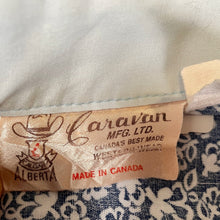 Caravan
MFG. LTD.
CANADA'S BEST MADE
WESTERN WEAR
MADE IN CANADA
ALBERTA